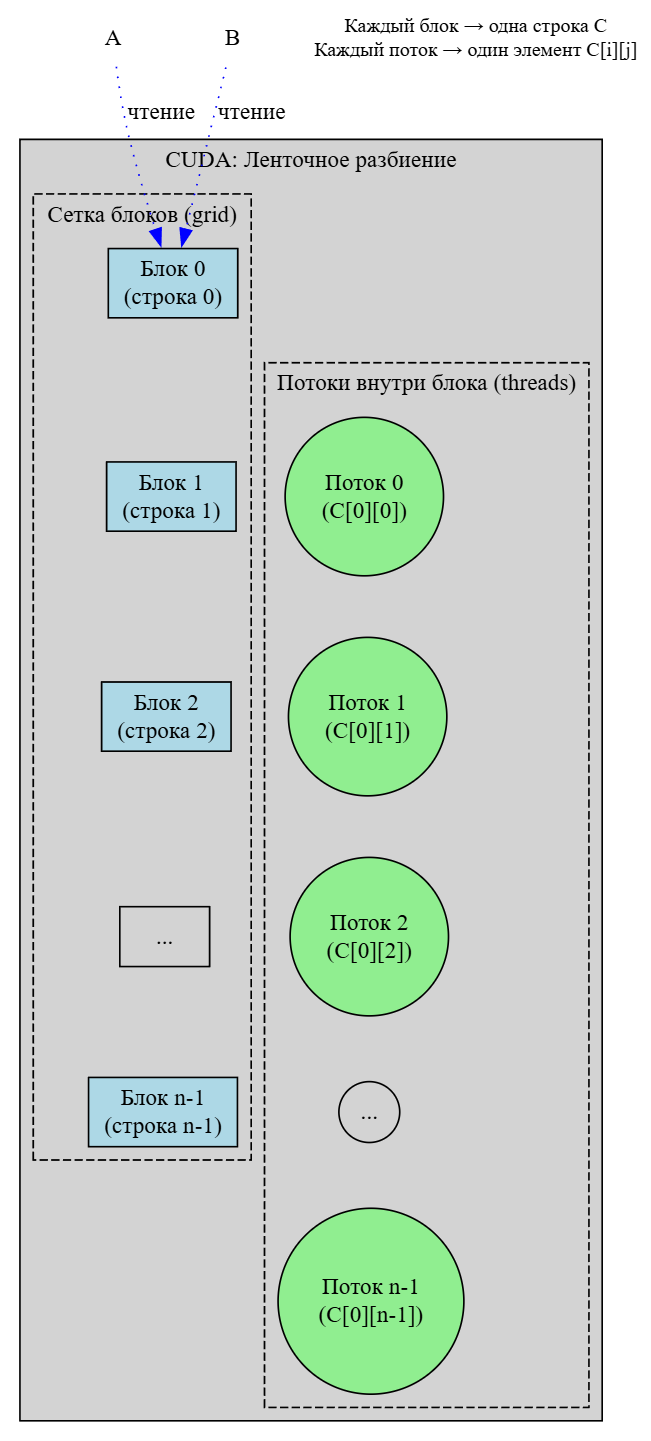 A
B
Каждый блок → одна строка C
Каждый поток → один элемент C[i][j]
чтение
чтение
CUDA: Ленточное разбиение
Сетка блоков (grid)
Блок 0
(строка 0)
Потоки внутри блока (threads)
Блок 1
(строка 1)
Поток 0
(C[0][0])
Блок 2
(строка 2)
Поток 1
(C[0][1])
...
Поток 2
(C[0][2])
Блок n-1
(строка n-1)
...
Поток n-1
(C[0][n-1])